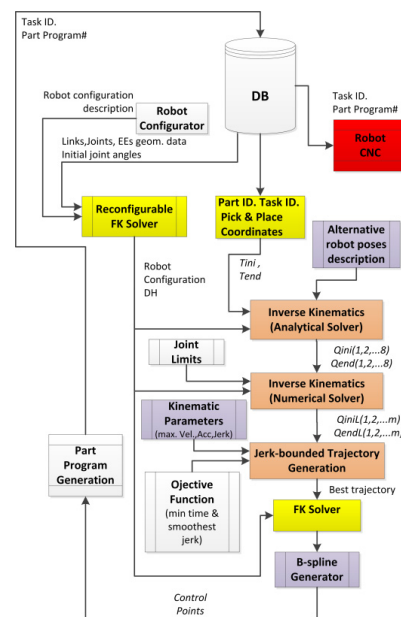 Task ID.
Part Program#
DB
Task ID.
Part Program#
Robot configuration
description
Robot
Configurator
Robot
CNC
Links,Joints, EEs geom. data
Initial joint angles
Reconfigurable
FK Solver
Part ID. Task ID.
Pick & Place
Coordinates
Alternative
robot poses
description
Robot
Configuration
DH
Tini ,
Tend
Inverse Kinematics
(Analytical Solver)
Joint
Limits
Qini(1,2,...8)
Qend(1,2,...8)
Inverse Kinematics
(Numerical Solver)
Kinematic
Parameters
(max. Vel.,Acc,Jerk)
QiniL(1,2,...m)
QendL(1,2,...m,
Part
Program
Generation
Jerk-bounded Trajectory
Generation
Ojective
Function
(min time &
smoothest
jerk)
Best trajectory
FK Solver
B-spline
Generator
Control
Points